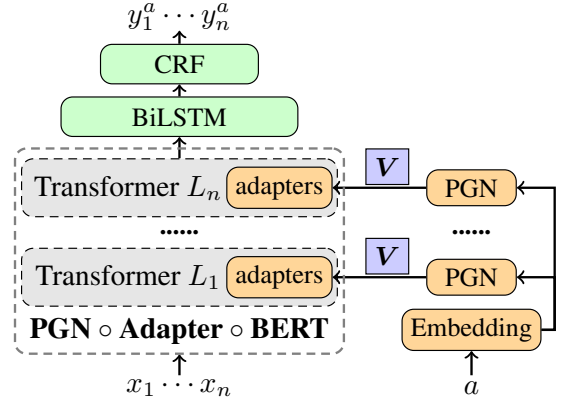 y₁ᵃ ⋯ yₙᵃ
CRF
BiLSTM
Transformer Lₙ adapters V PGN
...... ......
Transformer L₁ adapters V PGN
PGN ∘ Adapter ∘ BERT Embedding
x₁ ⋯ xₙ a